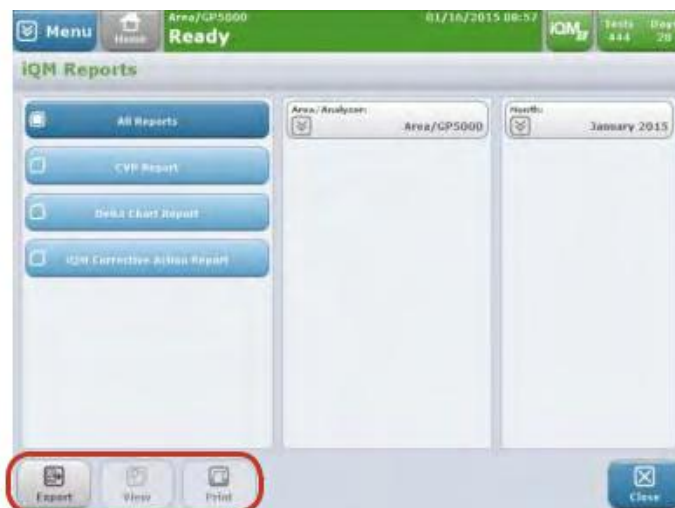 Menu
Home
Area/GP5000
Ready
01/16/2015 08:57
iQM
Tests
444
Days
20
iQM Reports
All Reports
CVP Report
Delta Chart Report
iQM Corrective Action Report
Area/Analyzer:
Area/GP5000
Month:
January 2015
Export
View
Print
Close